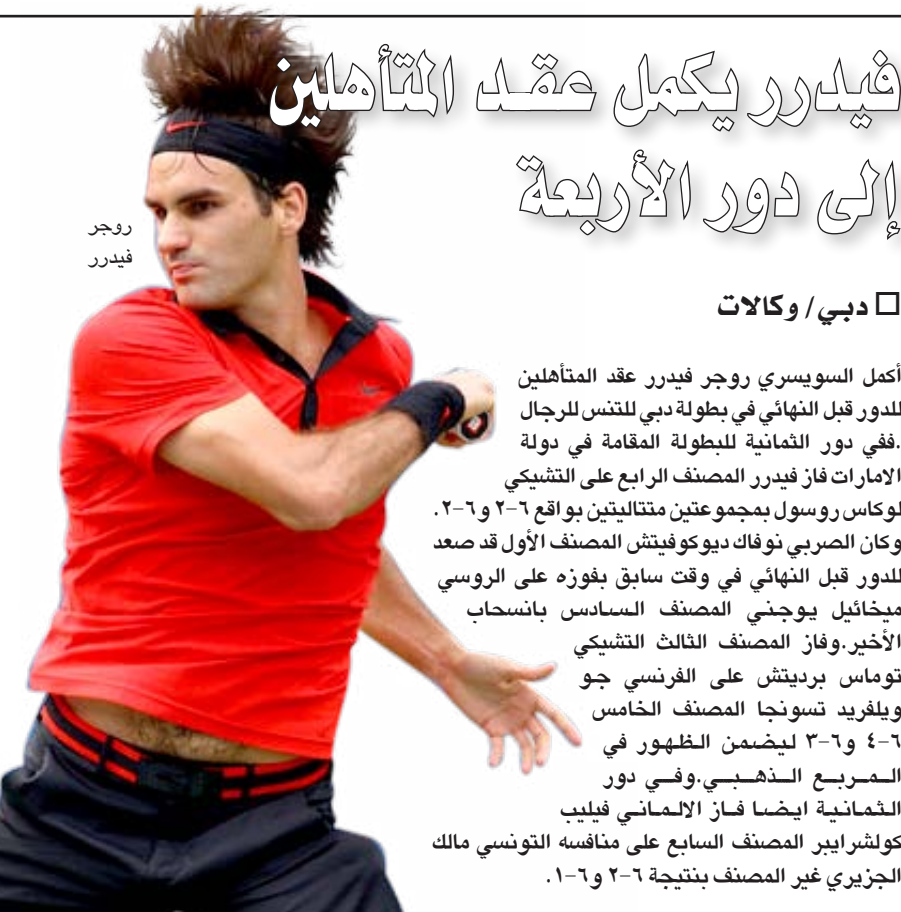 فيدرر يكمل عقد المتأهلين
إلى دور الأربعة
روجر
فيدرر
□ دبي/ وكالات
أكمل السويسري روجر فيدرر عقد المتأهلين
للدور قبل النهائي في بطولة دبي للتنس للرجال
.ففي دور الثمانية للبطولة المقامة في دولة
الامارات فاز فيدرر المصنف الرابع على التشيكي
لوكاس روسول بمجموعتين متتاليتين بواقع ٦-٢ و٦-٢.
وكان الصربي نوفاك ديوكوفيتش المصنف الأول قد صعد
للدور قبل النهائي في وقت سابق بفوزه على الروسي
ميخائيل يوجني المصنف السادس بانسحاب
الأخير.وفاز المصنف الثالث التشيكي
توماس برديتش على الفرنسي جو
ويلفريد تسونجا المصنف الخامس
٦-٤ و٦-٣ ليضمن الظهور في
المربع الذهبي.وفي دور
الثمانية ايضا فاز الالماني فيليب
كولشرايبر المصنف السابع على منافسه التونسي مالك
الجزيري غير المصنف بنتيجة ٦-٢ و٦-١.